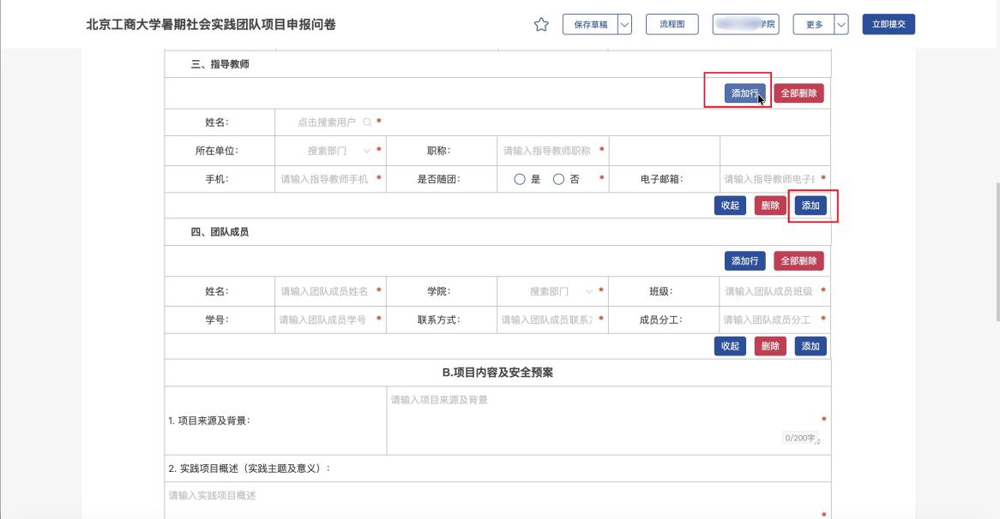 北京工商大学暑期社会实践团队项目申报问卷
保存草稿 流程图 学院 更多 立即提交
三、指导教师
添加行 全部删除
姓名: 点击搜索用户 *
所在单位: 搜索部门 * 职称: 请输入指导教师职称 *
手机: 请输入指导教师手机 * 是否随团: 是 否 * 电子邮箱: 请输入指导教师电子 *
收起 删除 添加
四、团队成员
添加行 全部删除
姓名: 请输入团队成员姓名 * 学院: 搜索部门 * 班级: 请输入团队成员班级 *
学号: 请输入团队成员学号 * 联系方式: 请输入团队成员联系 * 成员分工: 请输入团队成员分工 *
收起 删除 添加
B.项目内容及安全预案
请输入项目来源及背景
1. 项目来源及背景: *
0/200字
2. 实践项目概述（实践主题及意义）:
请输入实践项目概述
*